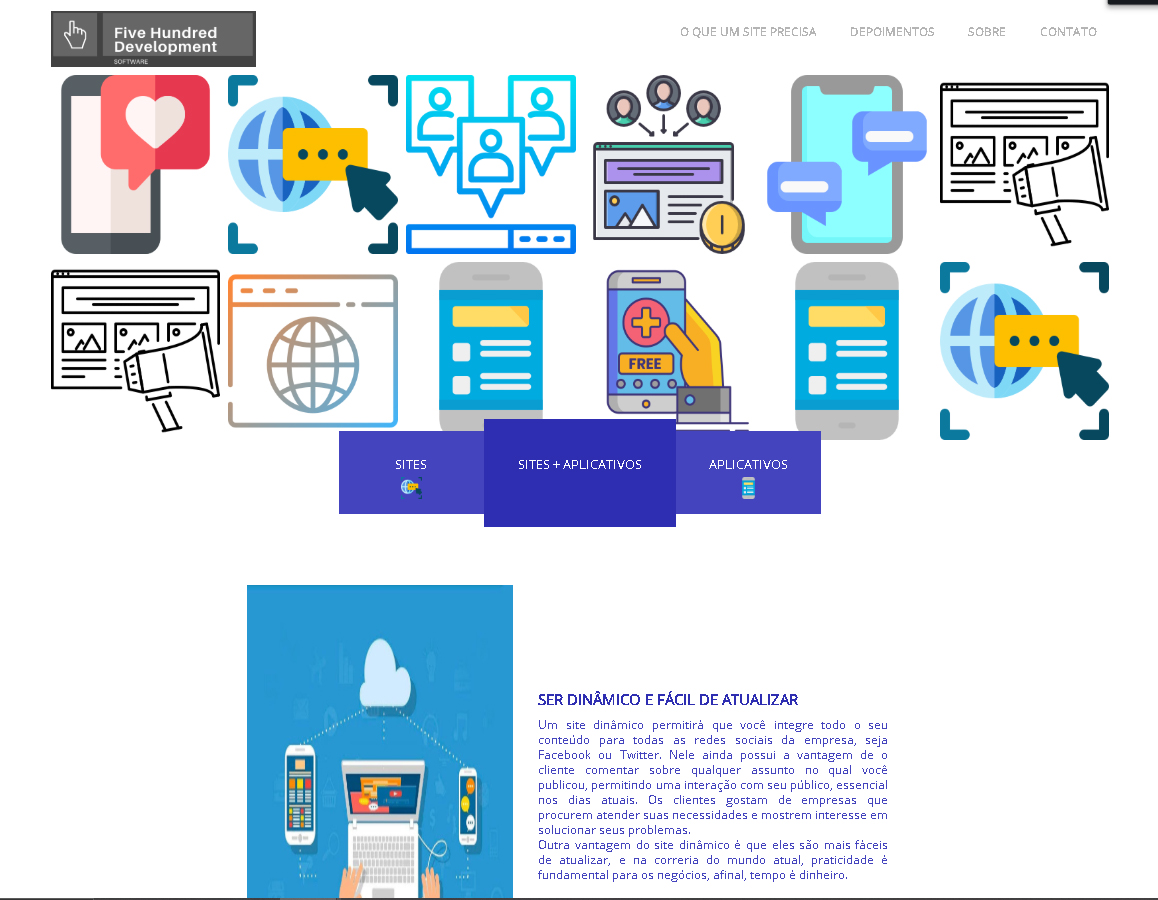 Five Hundred
Development
SOFTWARE
O QUE UM SITE PRECISA
DEPOIMENTOS
SOBRE
CONTATO
FREE
SITES
SITES + APLICATIVOS
APLICATIVOS
SER DINÂMICO E FÁCIL DE ATUALIZAR
Um site dinâmico permitirá que você integre todo o seu
conteúdo para todas as redes sociais da empresa, seja
Facebook ou Twitter. Nele ainda possui a vantagem de o
cliente comentar sobre qualquer assunto no qual você
publicou, permitindo uma interação com seu público, essencial
nos dias atuais. Os clientes gostam de empresas que
procurem atender suas necessidades e mostrem interesse em
solucionar seus problemas.
Outra vantagem do site dinâmico é que eles são mais fáceis
de atualizar, e na correria do mundo atual, praticidade é
fundamental para os negócios, afinal, tempo é dinheiro.